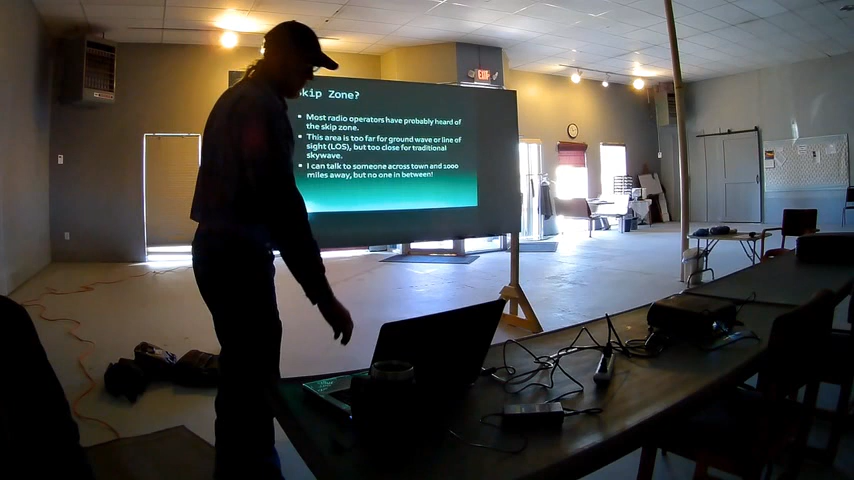 kip Zone?
• Most radio operators have probably heard of
the skip zone.
• This area is too far for ground wave or line of
sight (LOS), but too close for traditional
skywave.
• I can talk to someone across town and 1000
miles away, but no one in between!
EXIT